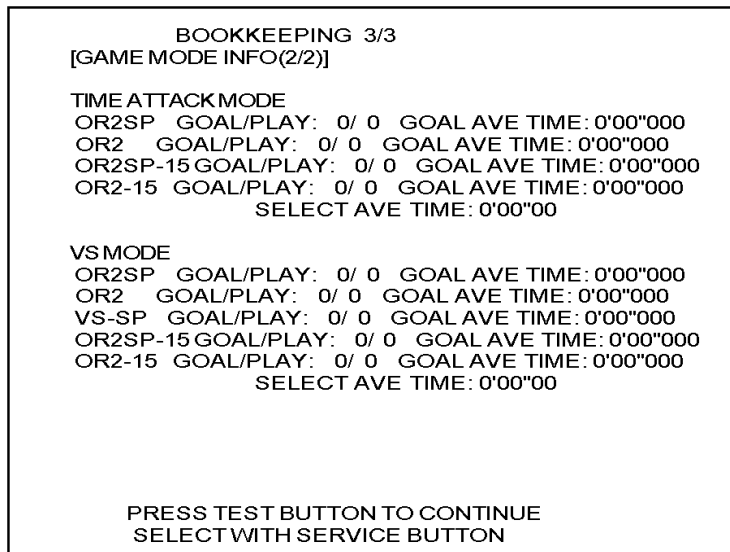 BOOKKEEPING 3/3
[GAME MODE INFO(2/2)]
TIME ATTACK MODE
OR2SP GOAL/PLAY: 0/ 0 GOAL AVE TIME: 0'00"000
OR2 GOAL/PLAY: 0/ 0 GOAL AVE TIME: 0'00"000
OR2SP-15 GOAL/PLAY: 0/ 0 GOAL AVE TIME: 0'00"000
OR2-15 GOAL/PLAY: 0/ 0 GOAL AVE TIME: 0'00"000
SELECT AVE TIME: 0'00"00
VS MODE
OR2SP GOAL/PLAY: 0/ 0 GOAL AVE TIME: 0'00"000
OR2 GOAL/PLAY: 0/ 0 GOAL AVE TIME: 0'00"000
VS-SP GOAL/PLAY: 0/ 0 GOAL AVE TIME: 0'00"000
OR2SP-15 GOAL/PLAY: 0/ 0 GOAL AVE TIME: 0'00"000
OR2-15 GOAL/PLAY: 0/ 0 GOAL AVE TIME: 0'00"000
SELECT AVE TIME: 0'00"00
PRESS TEST BUTTON TO CONTINUE
SELECT WITH SERVICE BUTTON